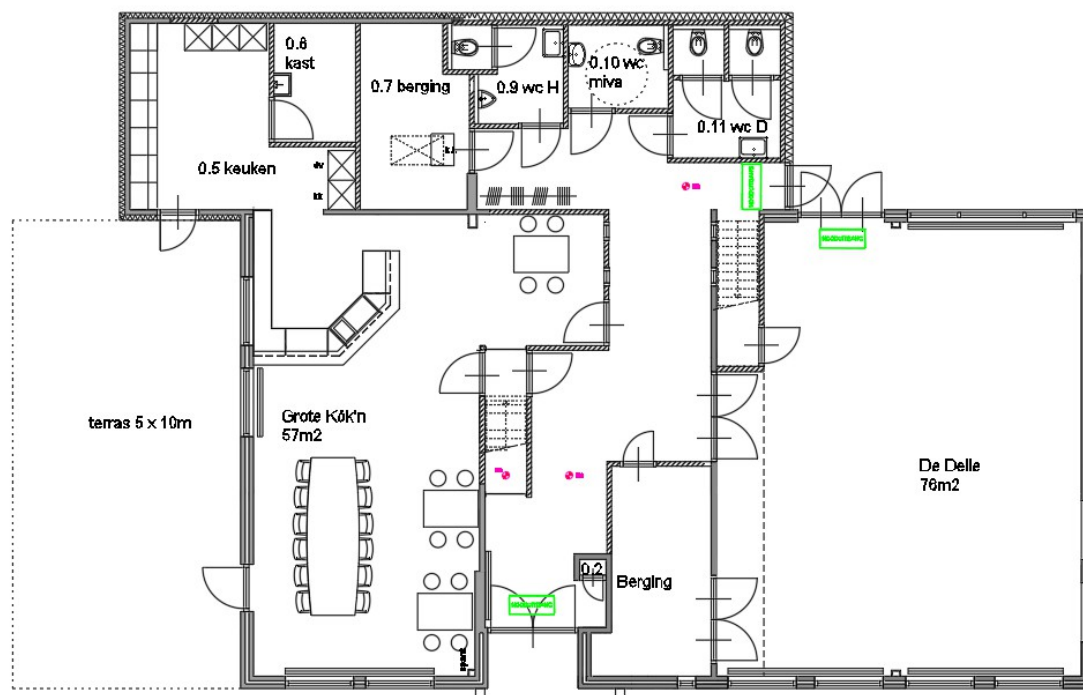 0.6
kast
0.7 berging
0.9 wc H
0.10 wc
miva
0.11 wc D
0.5 keuken
terras 5 x 10m
Grote Kök'n
57m2
De Delle
76m2
0.2
Berging